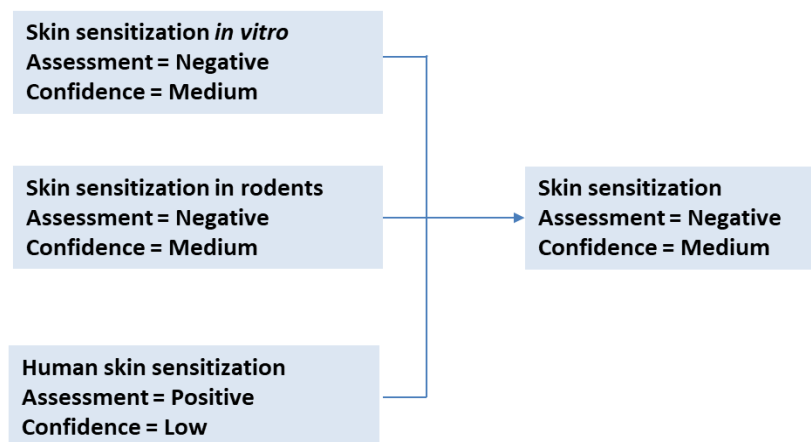 Skin sensitization in vitro
Assessment = Negative
Confidence = Medium
Skin sensitization in rodents
Assessment = Negative
Confidence = Medium
Human skin sensitization
Assessment = Positive
Confidence = Low
Skin sensitization
Assessment = Negative
Confidence = Medium